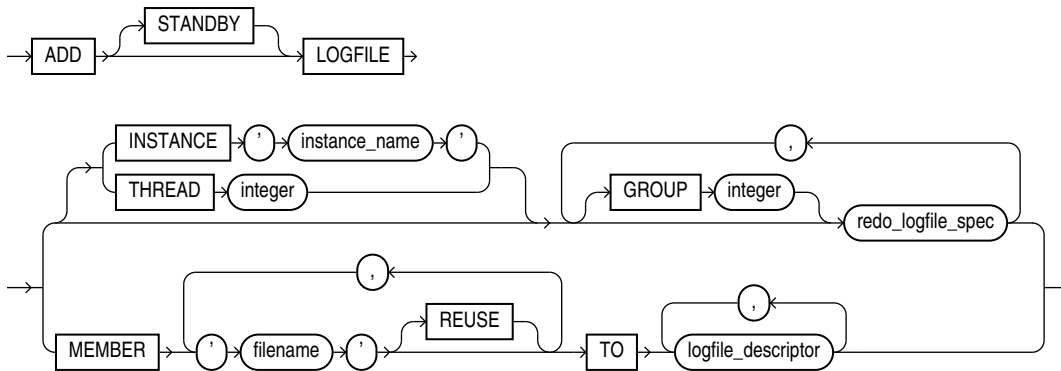 STANDBY
ADD LOGFILE
INSTANCE ’ instance_name ’ ,
THREAD integer GROUP integer
redo_logfile_spec
,
REUSE ,
MEMBER ’ filename ’ TO logfile_descriptor